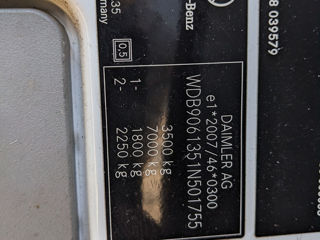 DAIMLER AG
e1*2007/46*0300
WDB9061351N501755
3500 kg
7000 kg
1- 1800 kg
2- 2250 kg
0.5
-Benz
35
many
8 039579